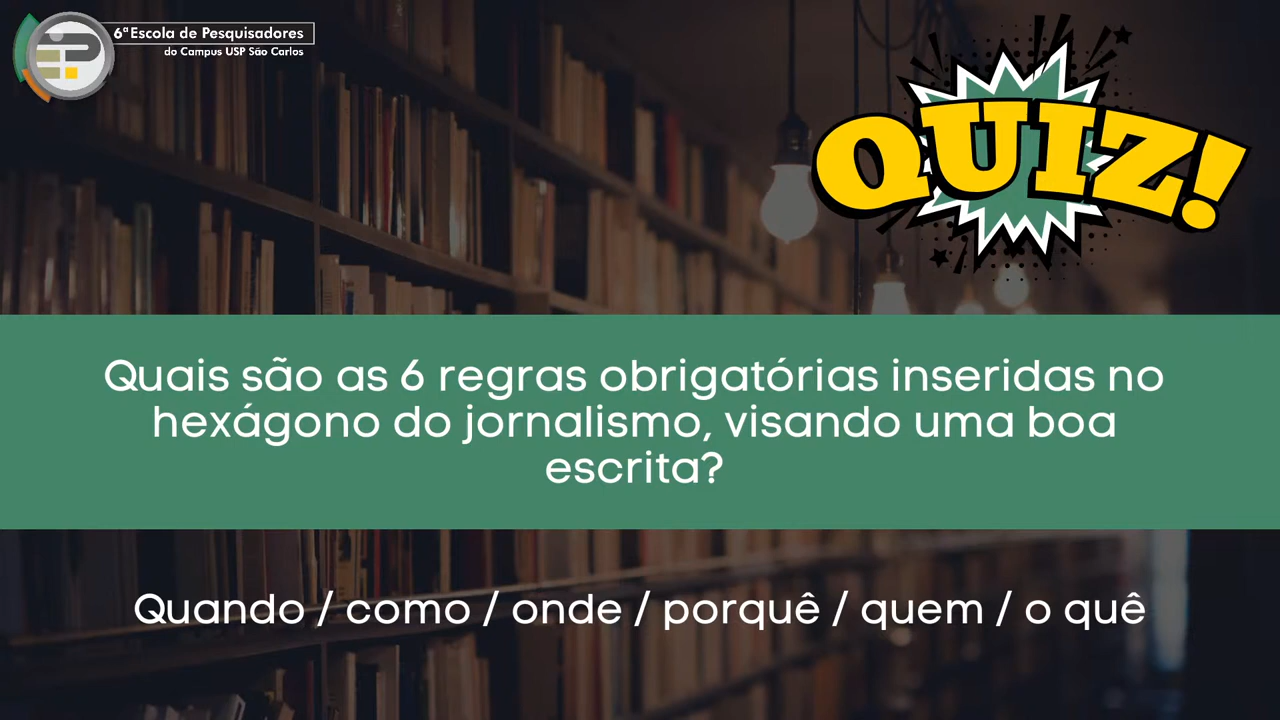 6ª Escola de Pesquisadores
do Campus USP São Carlos
QUIZ!
Quais são as 6 regras obrigatórias inseridas no
hexágono do jornalismo, visando uma boa
escrita?
Quando / como / onde / porquê / quem / o quê